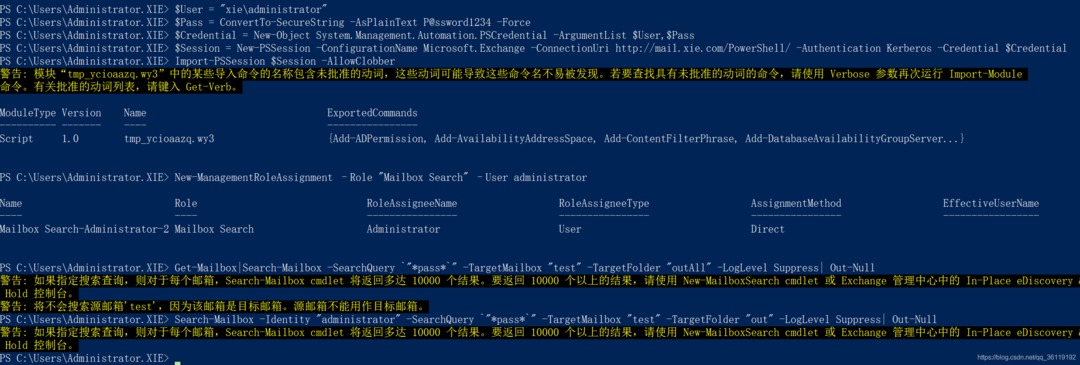 PS C:\Users\Administrator.XIE> $User = "xie\administrator"
PS C:\Users\Administrator.XIE> $Pass = ConvertTo-SecureString -AsPlainText P@ssword1234 -Force
PS C:\Users\Administrator.XIE> $Credential = New-Object System.Management.Automation.PSCredential -ArgumentList $User,$Pass
PS C:\Users\Administrator.XIE> $Session = New-PSSession -ConfigurationName Microsoft.Exchange -ConnectionUri http://mail.xie.com/PowerShell/ -Authentication Kerberos -Credential $Credential
PS C:\Users\Administrator.XIE> Import-PSSession $Session -AllowClobber
警告: 模块“tmp_ycioaazq.wy3”中的某些导入命令的名称包含未批准的动词，这些动词可能导致这些命令名不易被发现。若要查找具有未批准的动词的命令，请使用 Verbose 参数再次运行 Import-Module
命令。有关批准的动词列表，请键入 Get-Verb。
ModuleType Version Name ExportedCommands
---------- ------- ---- ----------------
Script 1.0 tmp_ycioaazq.wy3 {Add-ADPermission, Add-AvailabilityAddressSpace, Add-ContentFilterPhrase, Add-DatabaseAvailabilityGroupServer...}
PS C:\Users\Administrator.XIE> New-ManagementRoleAssignment –Role "Mailbox Search" –User administrator
Name Role RoleAssigneeName RoleAssigneeType AssignmentMethod EffectiveUserName
---- ---- ---------------- ---------------- ---------------- -----------------
Mailbox Search-Administrator-2 Mailbox Search Administrator User Direct
PS C:\Users\Administrator.XIE> Get-Mailbox|Search-Mailbox -SearchQuery `"*pass*`" -TargetMailbox "test" -TargetFolder "outAll" -LogLevel Suppress| Out-Null
警告: 如果指定搜索查询，则对于每个邮箱，Search-Mailbox cmdlet 将返回多达 10000 个结果。要返回 10000 个以上的结果，请使用 New-MailboxSearch cmdlet 或 Exchange 管理中心中的 In-Place eDiscovery &
Hold 控制台。
警告: 将不会搜索源邮箱'test'，因为该邮箱是目标邮箱。源邮箱不能用作目标邮箱。
PS C:\Users\Administrator.XIE> Search-Mailbox -Identity "administrator" -SearchQuery `"*pass*`" -TargetMailbox "test" -TargetFolder "out" -LogLevel Suppress| Out-Null
警告: 如果指定搜索查询，则对于每个邮箱，Search-Mailbox cmdlet 将返回多达 10000 个结果。要返回 10000 个以上的结果，请使用 New-MailboxSearch cmdlet 或 Exchange 管理中心中的 In-Place eDiscovery &
Hold 控制台。
PS C:\Users\Administrator.XIE>
https://blog.csdn.net/qq_36119192